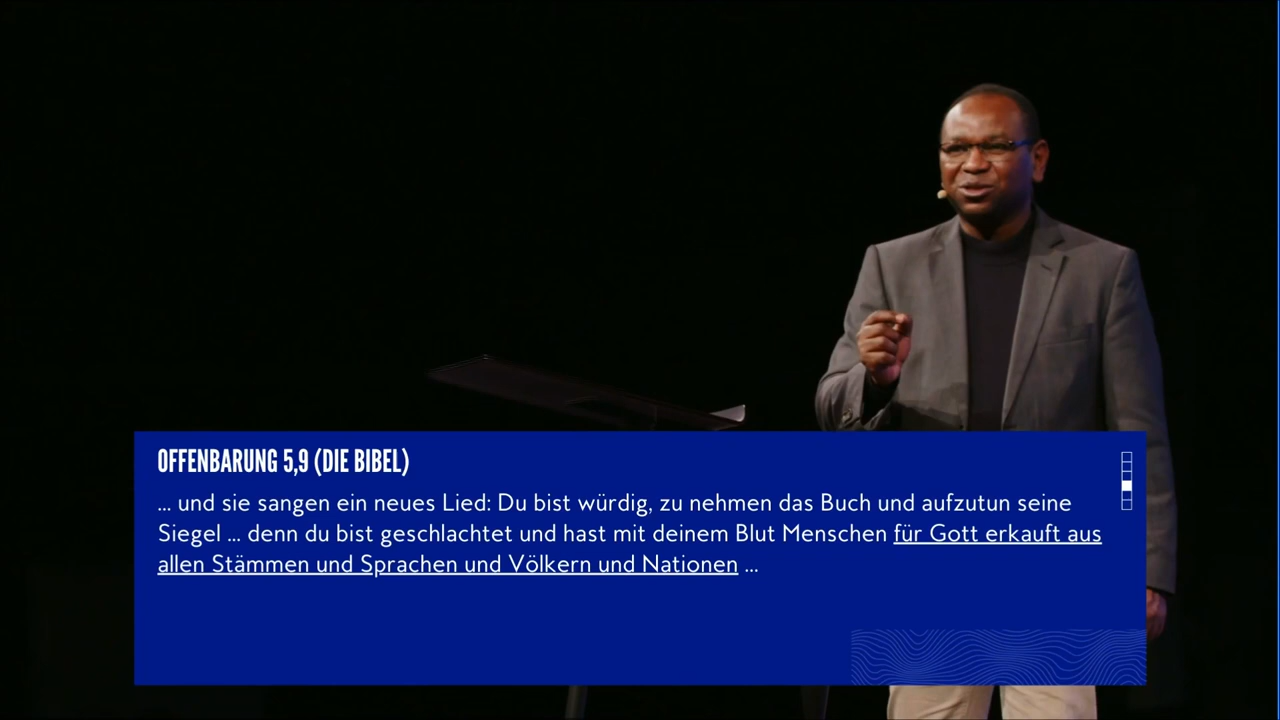 OFFENBARUNG 5,9 (DIE BIBEL)
... und sie sangen ein neues Lied: Du bist würdig, zu nehmen das Buch und aufzutun seine
Siegel ... denn du bist geschlachtet und hast mit deinem Blut Menschen für Gott erkauft aus
allen Stämmen und Sprachen und Völkern und Nationen ...